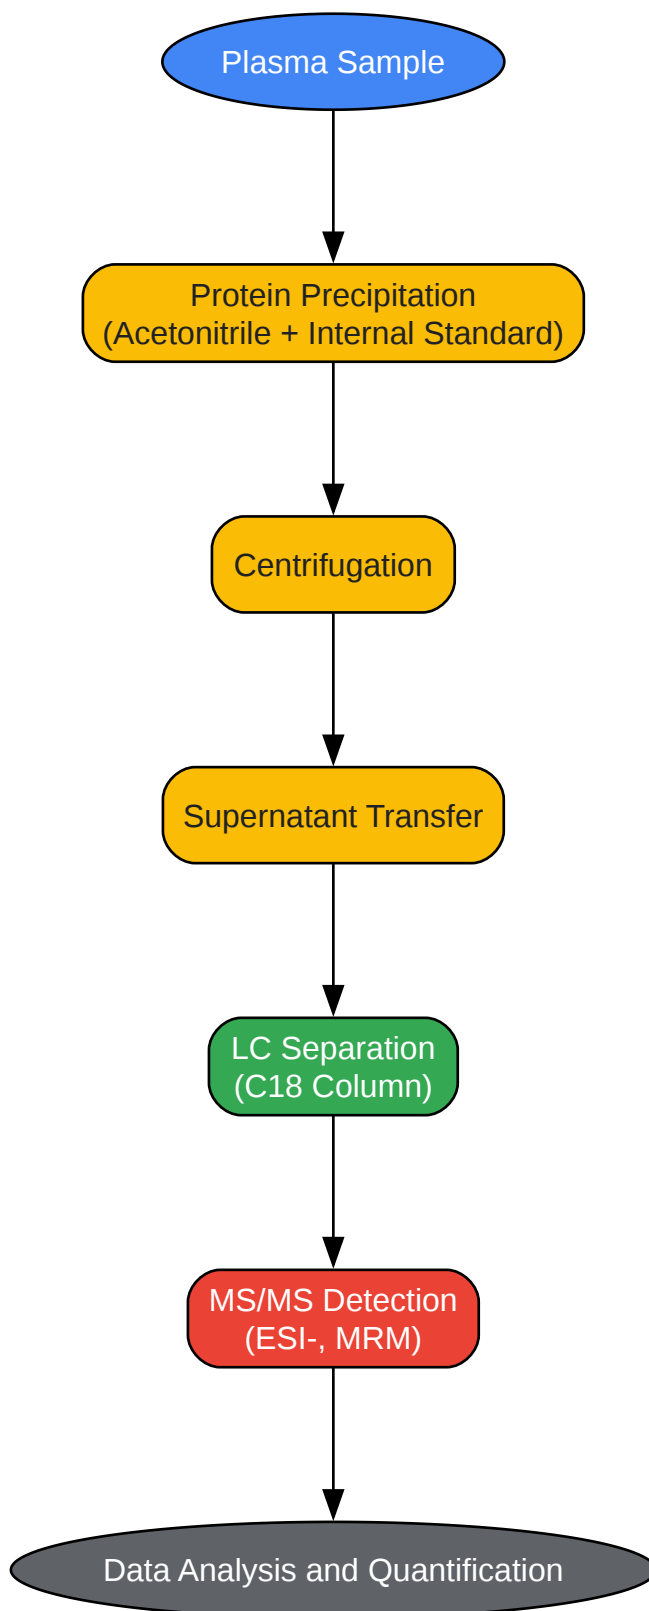 Plasma Sample
Protein Precipitation
(Acetonitrile + Internal Standard)
Centrifugation
Supernatant Transfer
LC Separation
(C18 Column)
MS/MS Detection
(ESI-, MRM)
Data Analysis and Quantification